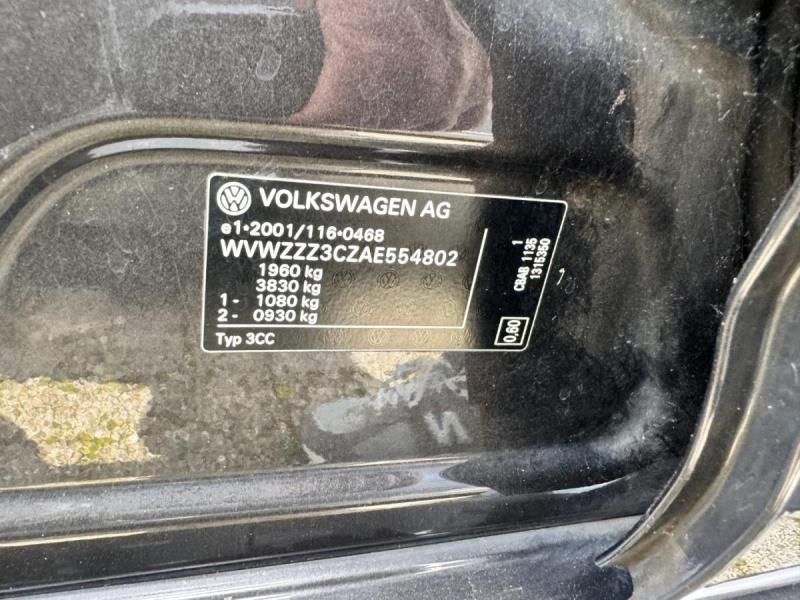 VOLKSWAGEN AG
e1*2001/116*0468
WVWZZZ3CZAE554802
1960 kg
3830 kg
1 - 1080 kg
2 - 0930 kg
Typ 3CC
1
CBAB 1135
1315350
0,60